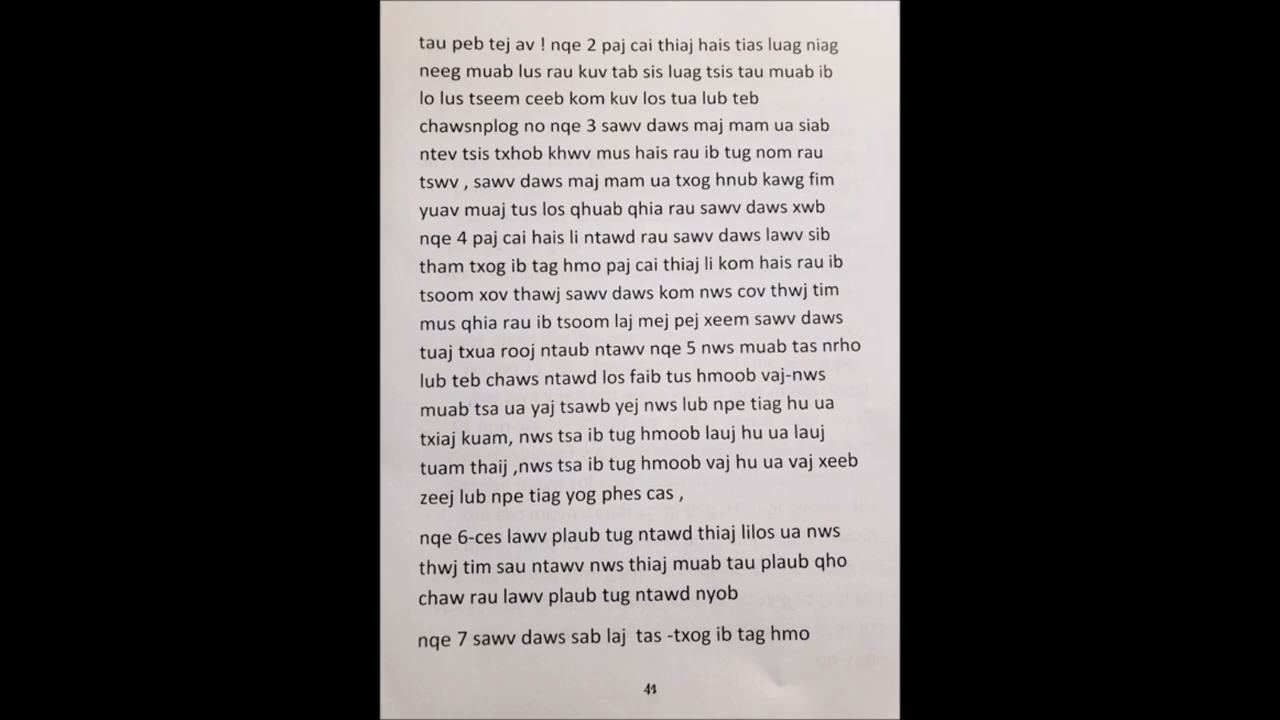 tau peb tej av ! nqe 2 paj cai thiaj hais tias luag niag
neeg muab lus rau kuv tab sis luag tsis tau muab ib
lo lus tseem ceeb kom kuv los tua lub teb
chawsnplog no nqe 3 sawv daws maj mam ua siab
ntev tsis txhob khwv mus hais rau ib tug nom rau
tswv , sawv daws maj mam ua txog hnub kawg fim
yuav muaj tus los qhuab qhia rau sawv daws xwb
nqe 4 paj cai hais li ntawd rau sawv daws lawv sib
tham txog ib tag hmo paj cai thiaj li kom hais rau ib
tsoom xov thawj sawv daws kom nws cov thwj tim
mus qhia rau ib tsoom laj mej pej xeem sawv daws
tuaj txua rooj ntaub ntawv nqe 5 nws muab tas nrho
lub teb chaws ntawd los faib tus hmoob vaj-nws
muab tsa ua yaj tsawb yej nws lub npe tiag hu ua
txiaj kuam, nws tsa ib tug hmoob lauj hu ua lauj
tuam thaij ,nws tsa ib tug hmoob vaj hu ua vaj xeeb
zeej lub npe tiag yog phes cas ,
nqe 6-ces lawv plaub tug ntawd thiaj lilos ua nws
thwj tim sau ntawv nws thiaj muab tau plaub qho
chaw rau lawv plaub tug ntawd nyob
nqe 7 sawv daws sab laj  tas -txog ib tag hmo
41